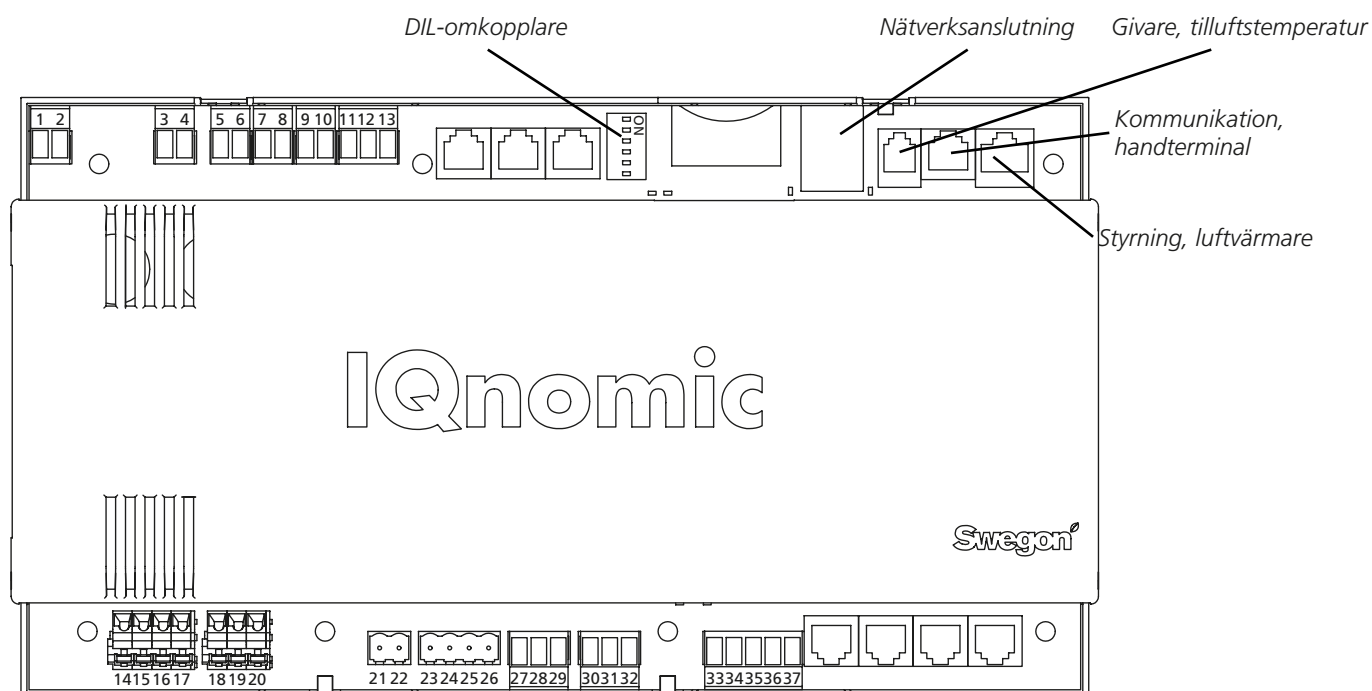 DIL-omkopplare
Nätverksanslutning
Givare, tilluftstemperatur
Kommunikation,
handterminal
Styrning, luftvärmare
1 2 3 4 5 6 7 8 9 10 11 12 13
ON
IQnomic
Swegon
14 15 16 17 18 19 20 21 22 23 24 25 26 27 28 29 30 31 32 33 34 35 36 37